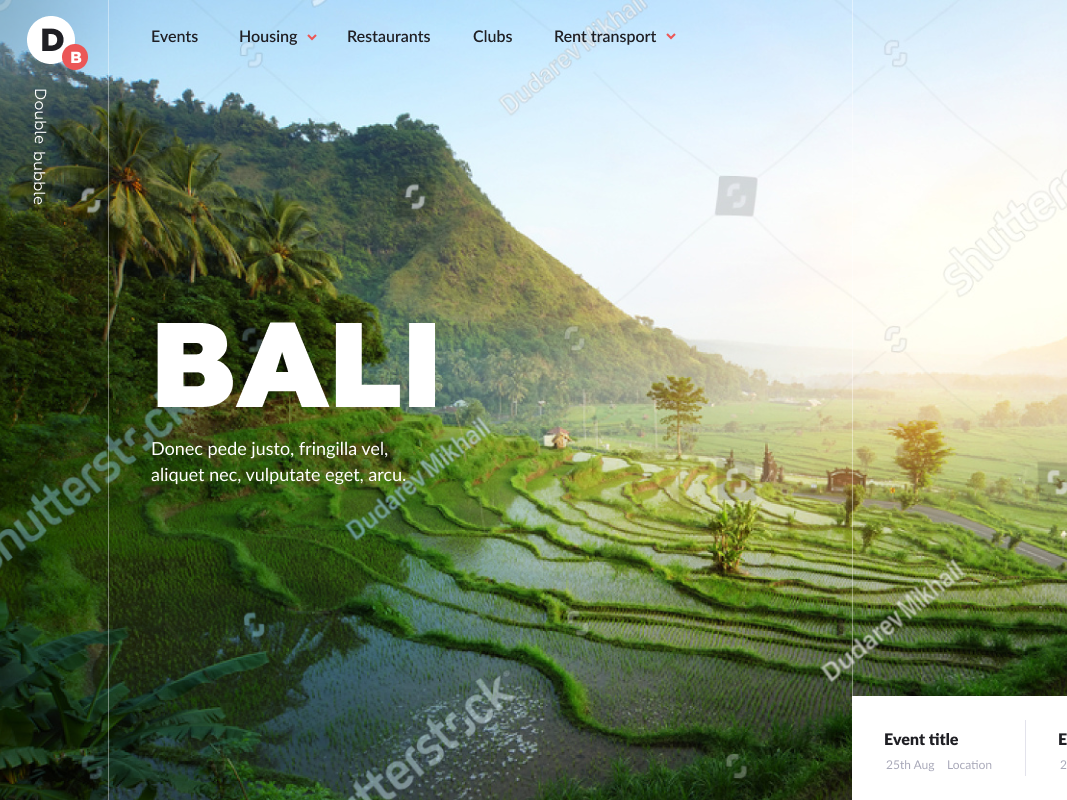 D
B
Double bubble
Events
Housing
Restaurants
Clubs
Rent transport
Dudarev Mikhail
shutterst
BALI
Donec pede justo, fringilla vel,
aliquet nec, vulputate eget, arcu.
shutterstock
Dudarev Mikhail
Dudarev Mikhail
shutterstock
Event title
25th Aug Location
E
2